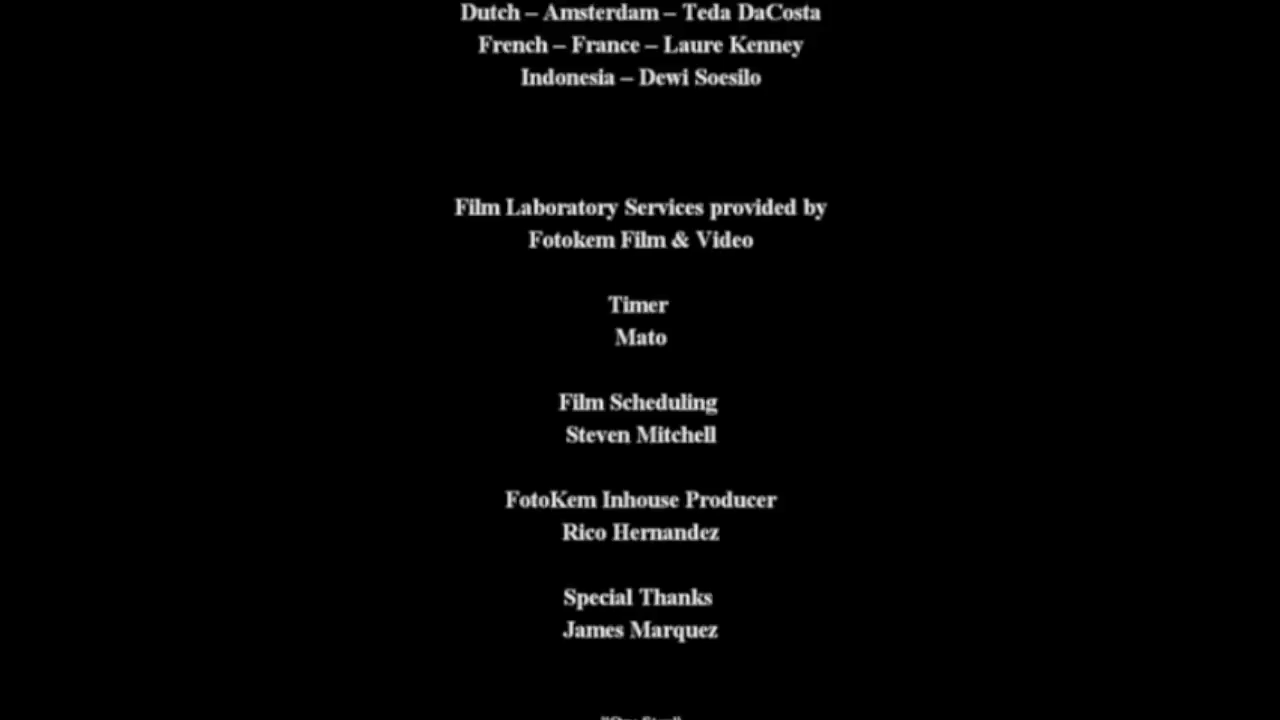 Dutch – Amsterdam – Teda DaCosta
French – France – Laure Kenney
Indonesia – Dewi Soesilo
Film Laboratory Services provided by
Fotokem Film & Video
Timer
Mato
Film Scheduling
Steven Mitchell
FotoKem Inhouse Producer
Rico Hernandez
Special Thanks
James Marquez